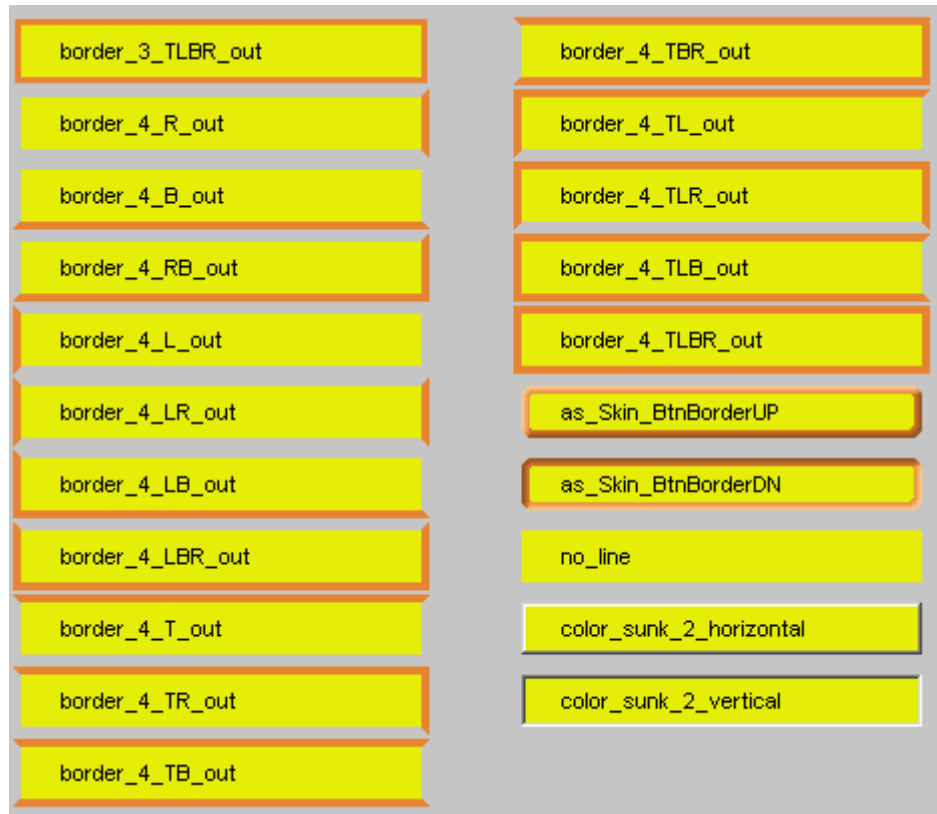 border_3_TLBR_out
border_4_R_out
border_4_B_out
border_4_RB_out
border_4_L_out
border_4_LR_out
border_4_LB_out
border_4_LBR_out
border_4_T_out
border_4_TR_out
border_4_TB_out
border_4_TBR_out
border_4_TL_out
border_4_TLR_out
border_4_TLB_out
border_4_TLBR_out
as_Skin_BtnBorderUP
as_Skin_BtnBorderDN
no_line
color_sunk_2_horizontal
color_sunk_2_vertical